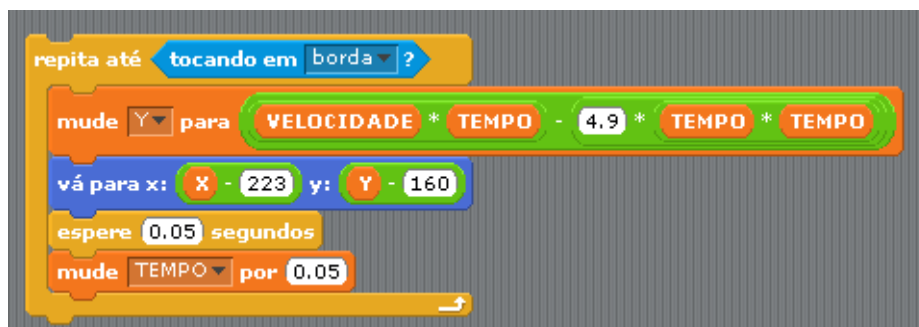 repita até tocando em borda ?
mude Y para VELOCIDADE * TEMPO - 4.9 * TEMPO * TEMPO
vá para x: X - 223 y: Y - 160
espere 0.05 segundos
mude TEMPO por 0.05